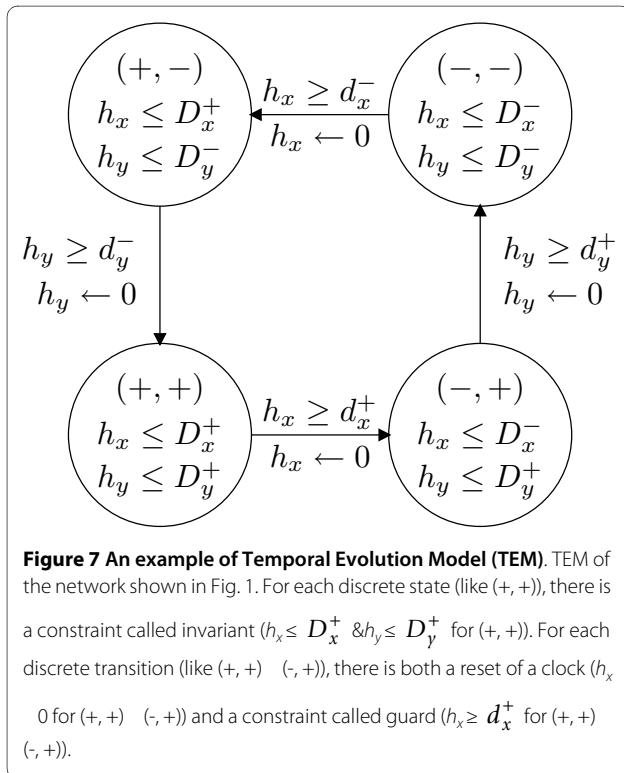 (+, −)
h_x ≤ D_x^+
h_y ≤ D_y^-
h_x ≥ d_x^-
h_x ← 0
(−, −)
h_x ≤ D_x^-
h_y ≤ D_y^-
h_y ≥ d_y^-
h_y ← 0
h_y ≥ d_y^+
h_y ← 0
(+, +)
h_x ≤ D_x^+
h_y ≤ D_y^+
h_x ≥ d_x^+
h_x ← 0
(−, +)
h_x ≤ D_x^-
h_y ≤ D_y^+
Figure 7 An example of Temporal Evolution Model (TEM). TEM of
the network shown in Fig. 1. For each discrete state (like (+, +)), there is
a constraint called invariant (h_x ≤ D_x^+ &h_y ≤ D_y^+ for (+, +)). For each
discrete transition (like (+, +) (-, +)), there is both a reset of a clock (h_x
0 for (+, +) (-, +)) and a constraint called guard (h_x ≥ d_x^+ for (+, +)
(-, +)).